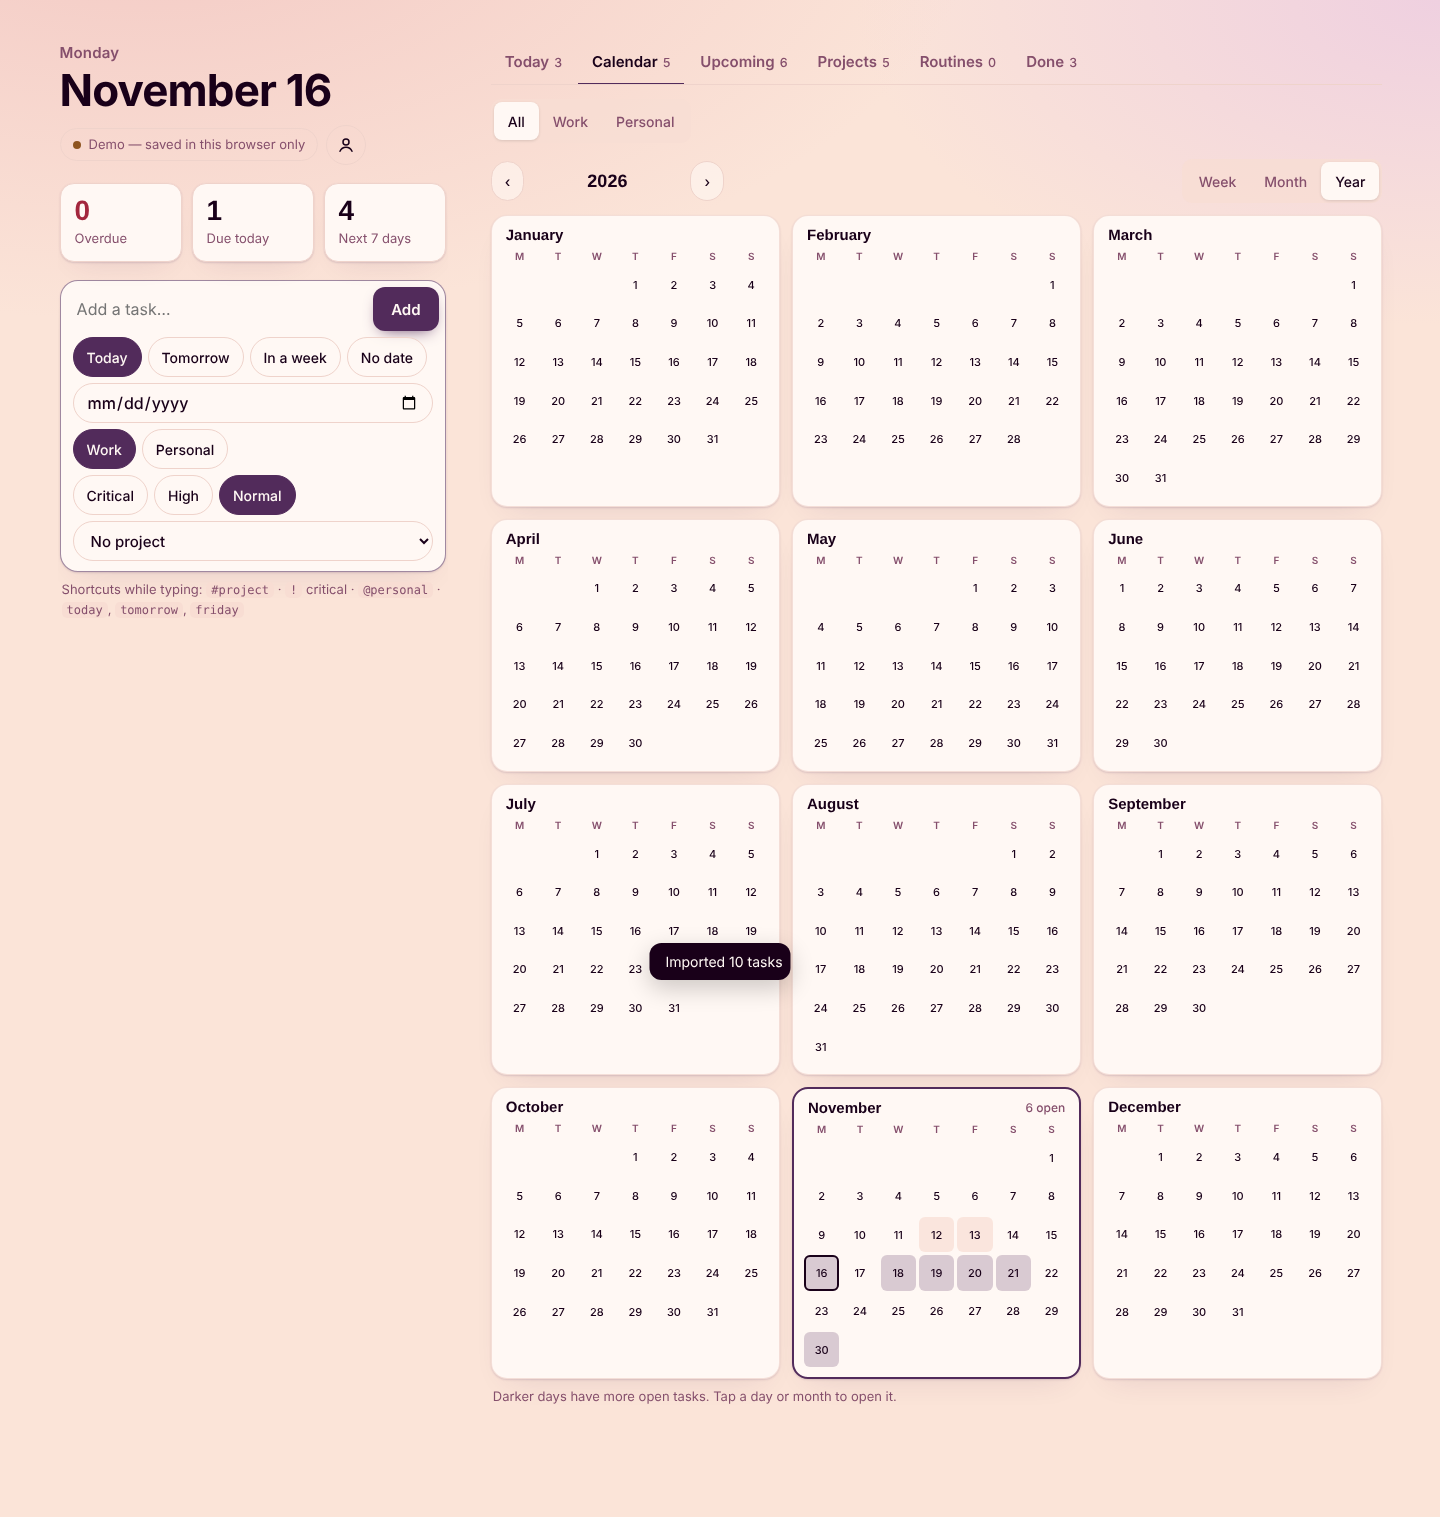 Monday
November 16
Demo — saved in this browser only
0
Overdue
1
Due today
4
Next 7 days
Add a task...
Add
Today Tomorrow In a week No date
mm/dd/yyyy
Work Personal
Critical High Normal
No project
Shortcuts while typing: #project · ! critical · @personal ·
today, tomorrow, friday
Today 3 Calendar 5 Upcoming 6 Projects 5 Routines 0 Done 3
All Work Personal
‹ 2026 ›
Week Month Year
January
M T W T F S S
1 2 3 4
5 6 7 8 9 10 11
12 13 14 15 16 17 18
19 20 21 22 23 24 25
26 27 28 29 30 31
February
M T W T F S S
1
2 3 4 5 6 7 8
9 10 11 12 13 14 15
16 17 18 19 20 21 22
23 24 25 26 27 28
March
M T W T F S S
1
2 3 4 5 6 7 8
9 10 11 12 13 14 15
16 17 18 19 20 21 22
23 24 25 26 27 28 29
30 31
April
M T W T F S S
1 2 3 4 5
6 7 8 9 10 11 12
13 14 15 16 17 18 19
20 21 22 23 24 25 26
27 28 29 30
May
M T W T F S S
1 2 3
4 5 6 7 8 9 10
11 12 13 14 15 16 17
18 19 20 21 22 23 24
25 26 27 28 29 30 31
June
M T W T F S S
1 2 3 4 5 6 7
8 9 10 11 12 13 14
15 16 17 18 19 20 21
22 23 24 25 26 27 28
29 30
July
M T W T F S S
1 2 3 4 5
6 7 8 9 10 11 12
13 14 15 16 17 18 19
20 21 22 23
27 28 29 30 31
Imported 10 tasks
August
M T W T F S S
1 2
3 4 5 6 7 8 9
10 11 12 13 14 15 16
17 18 19 20 21 22 23
24 25 26 27 28 29 30
31
September
M T W T F S S
1 2 3 4 5 6
7 8 9 10 11 12 13
14 15 16 17 18 19 20
21 22 23 24 25 26 27
28 29 30
October
M T W T F S S
1 2 3 4
5 6 7 8 9 10 11
12 13 14 15 16 17 18
19 20 21 22 23 24 25
26 27 28 29 30 31
November 6 open
M T W T F S S
1
2 3 4 5 6 7 8
9 10 11 12 13 14 15
16 17 18 19 20 21 22
23 24 25 26 27 28 29
30
December
M T W T F S S
1 2 3 4 5 6
7 8 9 10 11 12 13
14 15 16 17 18 19 20
21 22 23 24 25 26 27
28 29 30 31
Darker days have more open tasks. Tap a day or month to open it.